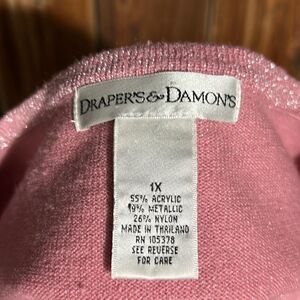 DRAPER'S & DAMON'S
1X
55% ACRYLIC
19% METALLIC
26% NYLON
MADE IN THAILAND
RN 105378
SEE REVERSE
FOR CARE